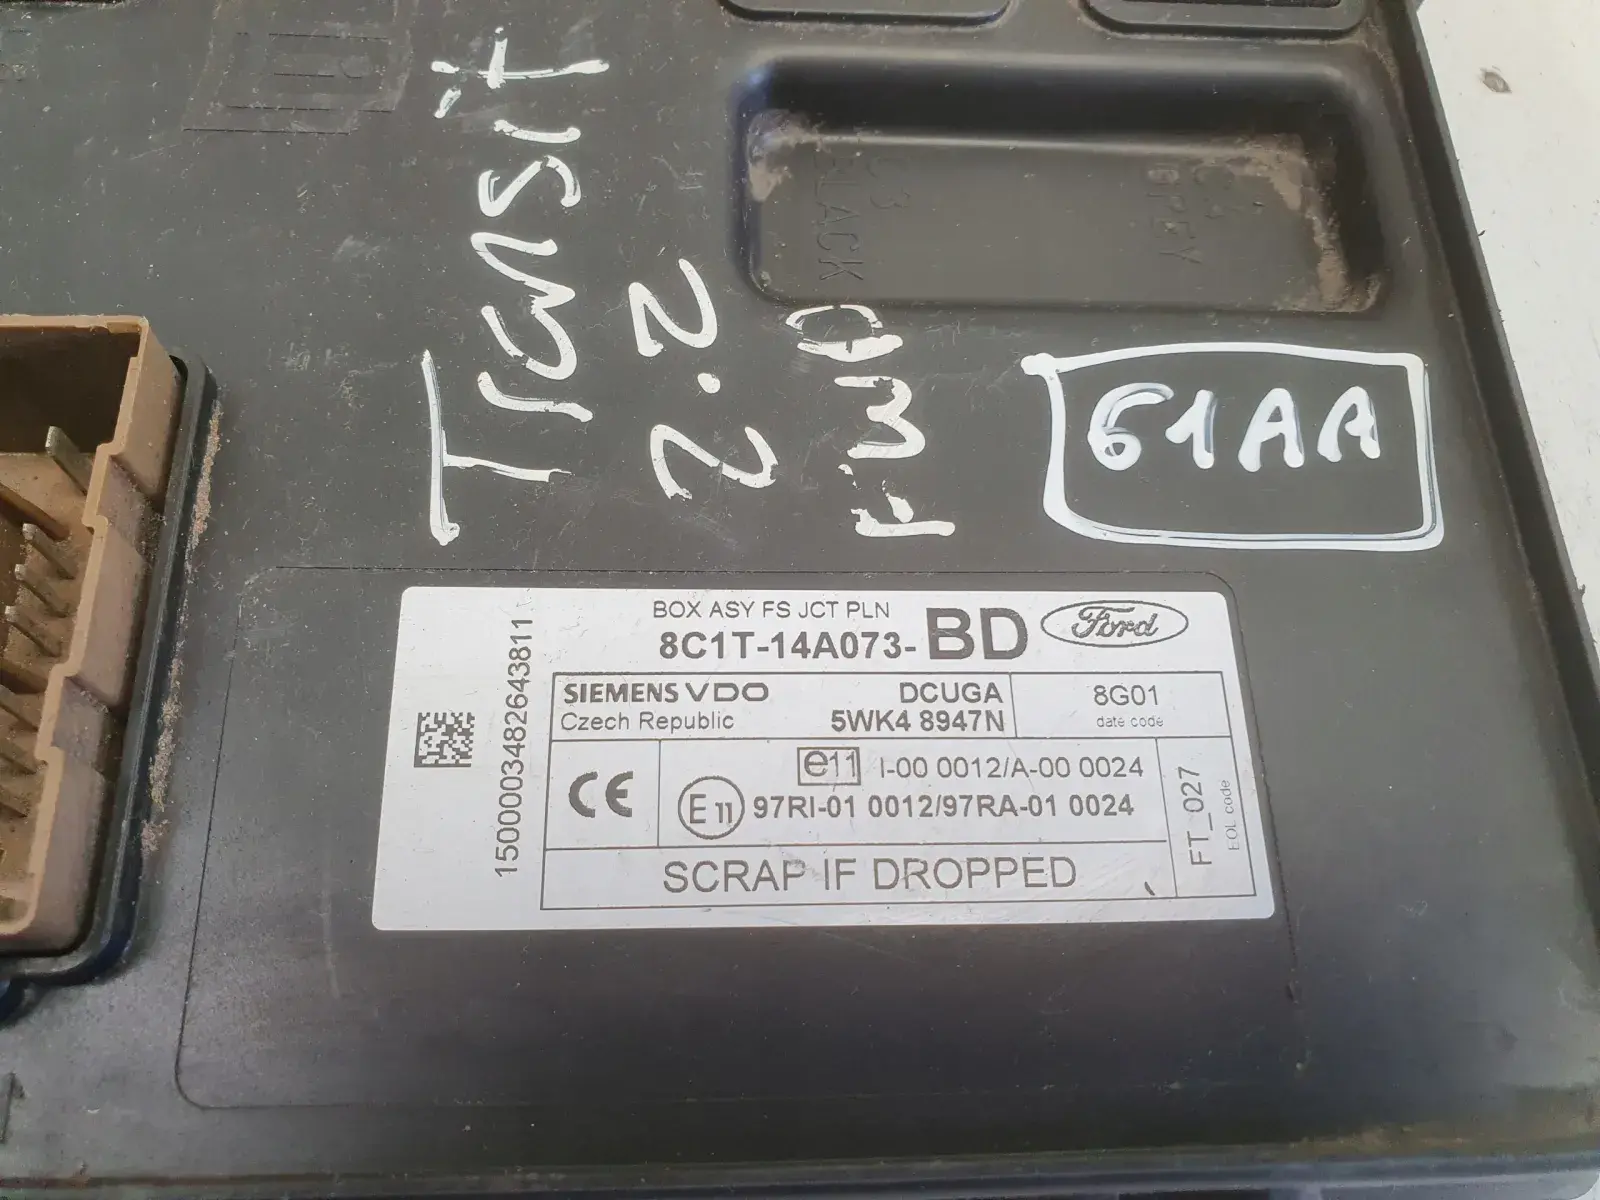 Transit
2.2
FWD
C3
BLACK
GREY
61AA
BOX ASY FS JCT PLN
8C1T-14A073-BD
Ford
SIEMENS VDO
Czech Republic
DCUGA
5WK4 8947N
8G01
date code
e11 I-00 0012/A-00 0024
CE
E11 97RI-01 0012/97RA-01 0024
SCRAP IF DROPPED
FT_027
EOL code
1500003482643811